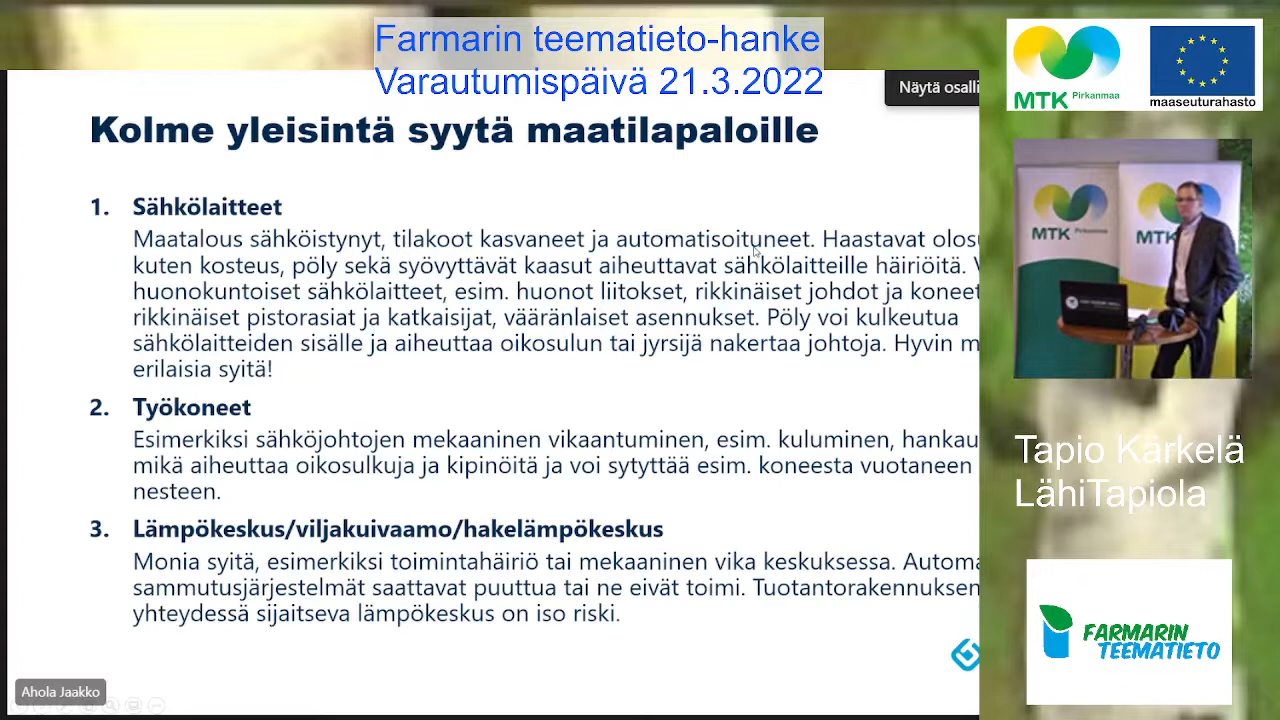 Farmarin teematieto-hanke
Varautumispäivä 21.3.2022
Näytä osalli
Kolme yleisintä syytä maatilapaloille
1. Sähkölaitteet
Maatalous sähköistynyt, tilakoot kasvaneet ja automatisoituneet. Haastavat olosu
kuten kosteus, pöly sekä syövyttävät kaasut aiheuttavat sähkölaitteille häiriöitä. V
huonokuntoiset sähkölaitteet, esim. huonot liitokset, rikkinäiset johdot ja koneet
rikkinäiset pistorasiat ja katkaisijat, vääränlaiset asennukset. Pöly voi kulkeutua
sähkölaitteiden sisälle ja aiheuttaa oikosulun tai jyrsijä nakertaa johtoja. Hyvin m
erilaisia syitä!
2. Työkoneet
Esimerkiksi sähköjohtojen mekaaninen vikaantuminen, esim. kuluminen, hankau
mikä aiheuttaa oikosulkuja ja kipinöitä ja voi sytyttää esim. koneesta vuotaneen
nesteen.
3. Lämpökeskus/viljakuivaamo/hakelämpökeskus
Monia syitä, esimerkiksi toimintahäiriö tai mekaaninen vika keskuksessa. Automa
sammutusjärjestelmät saattavat puuttua tai ne eivät toimi. Tuotantorakennuksen
yhteydessä sijaitseva lämpökeskus on iso riski.
Ahola Jaakko
MTK Pirkanmaa
maaseuturahasto
MTK Pirkanmaa
MTK
Tapio Kärkelä
LähiTapiola
FARMARIN
TEEMATIETO